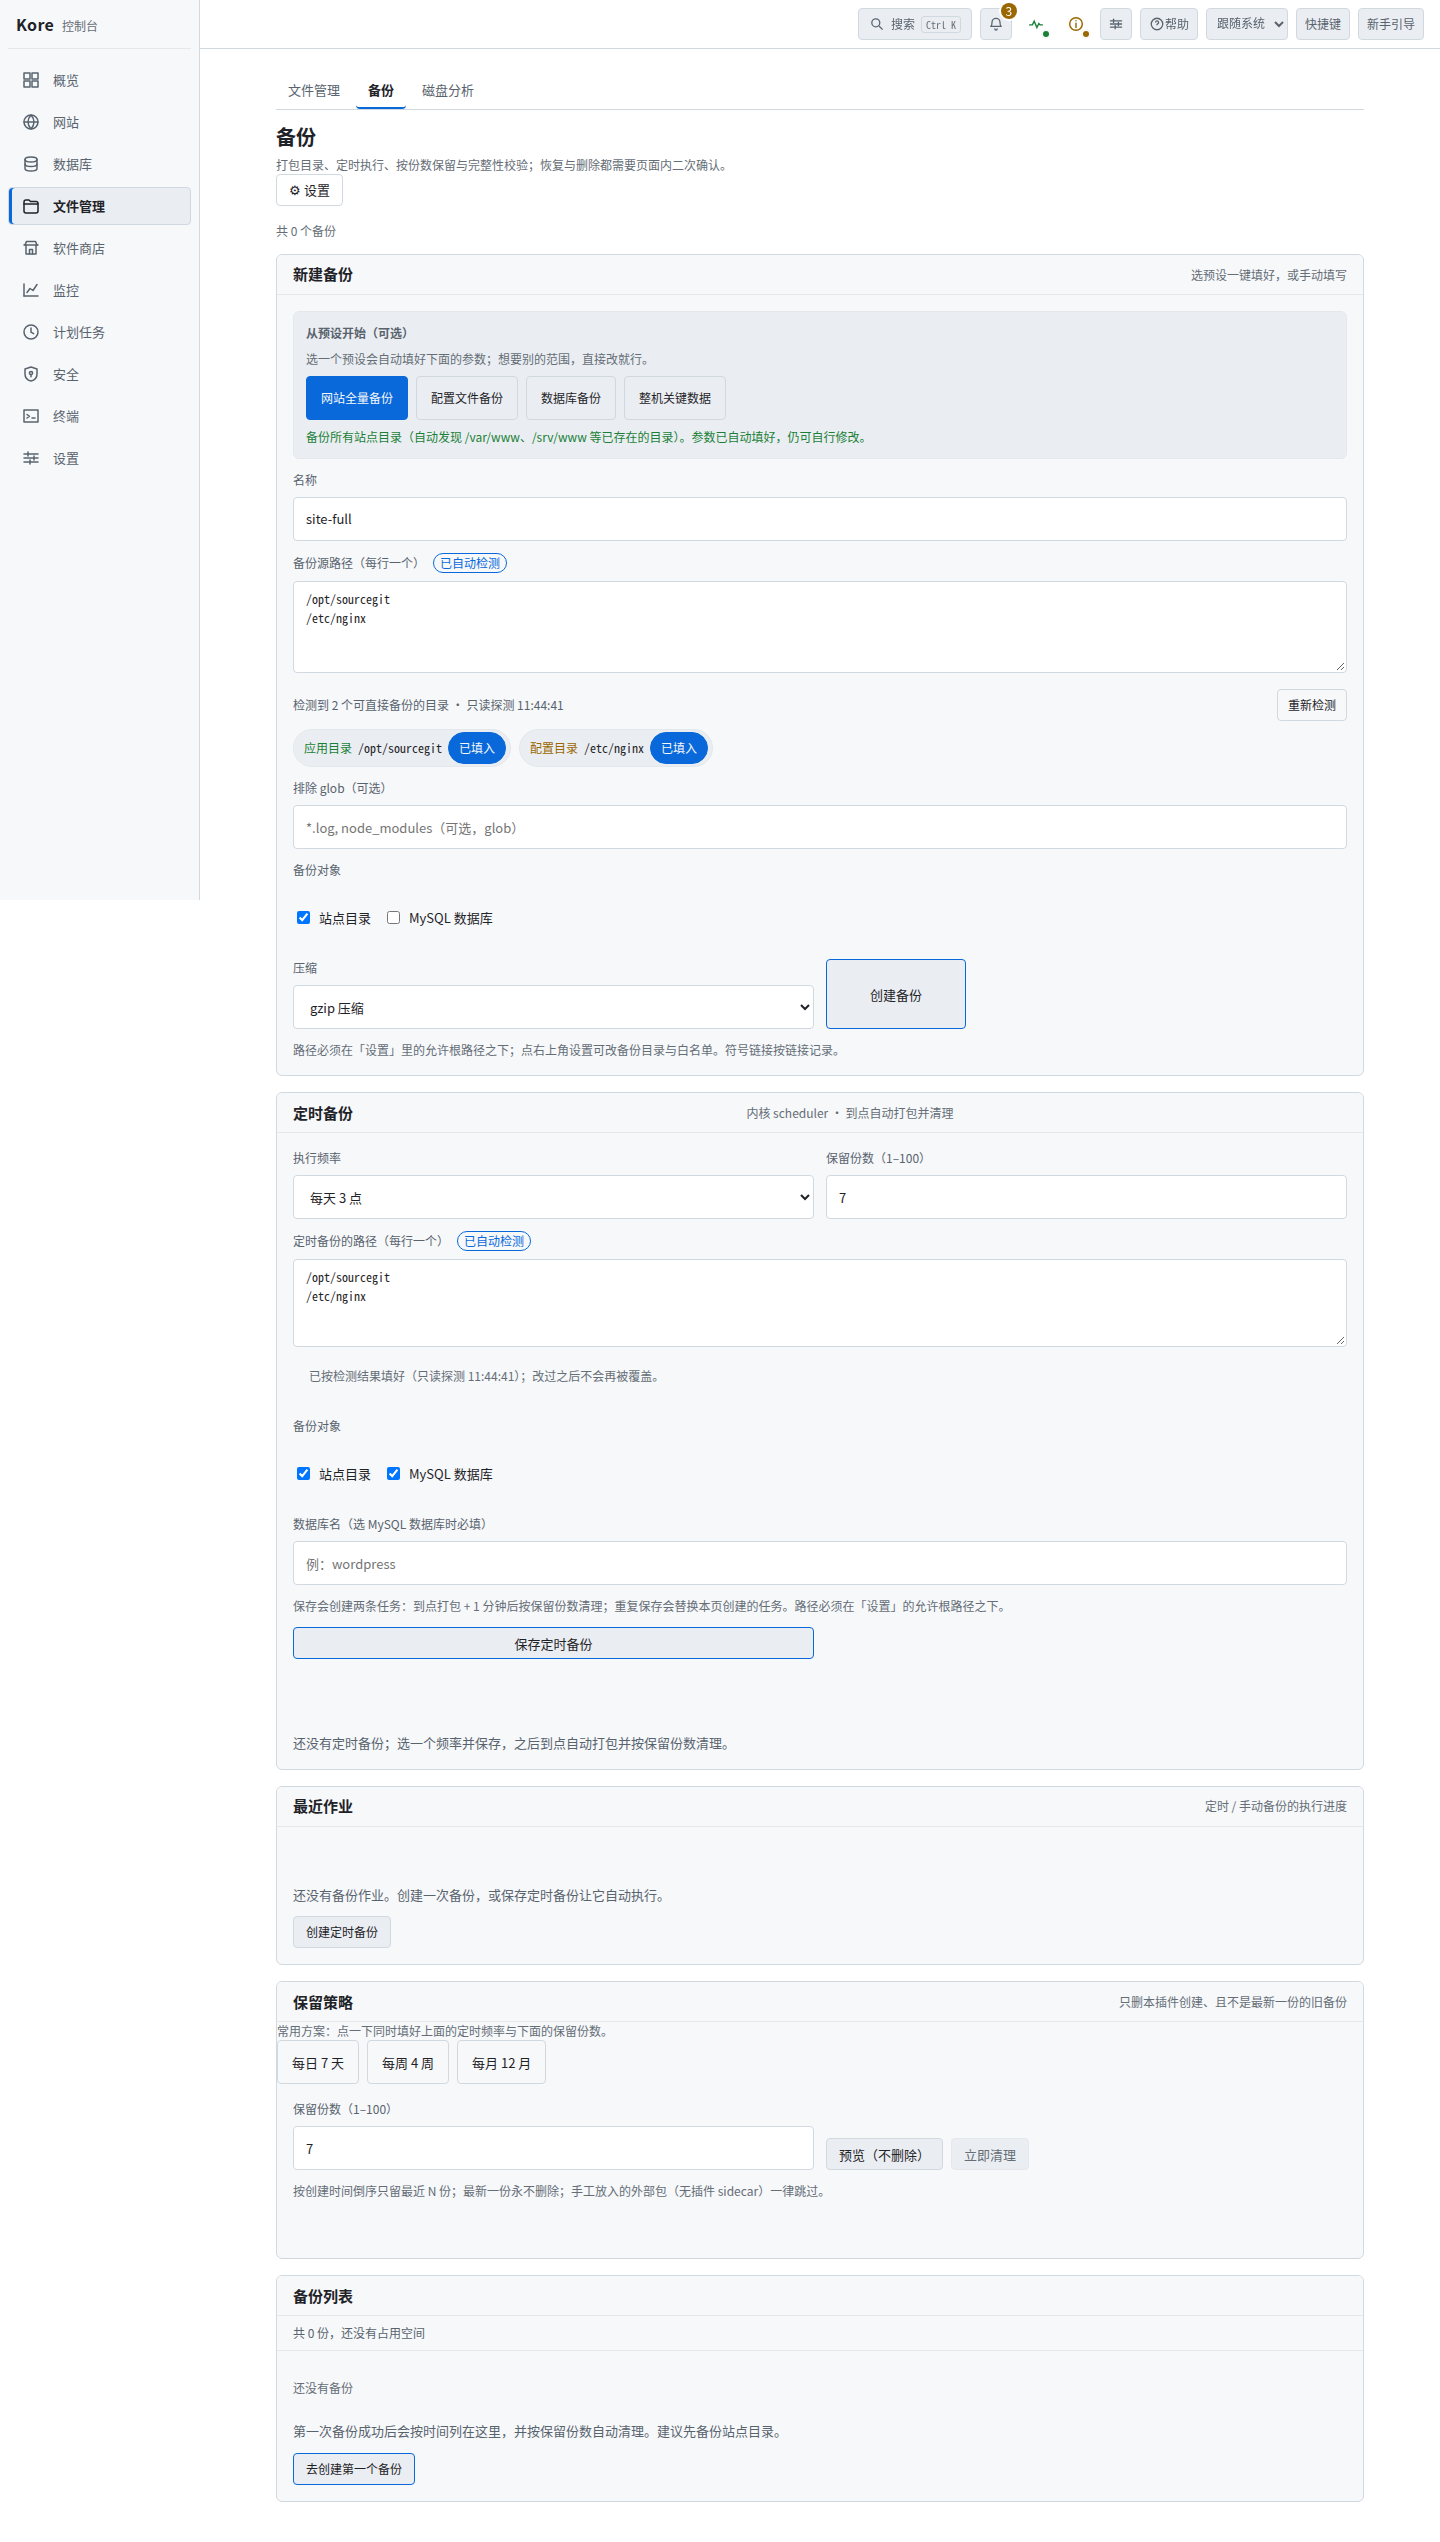 Kore 控制台
搜索 Ctrl K
3
帮助
跟随系统
快捷键
新手引导
概览
网站
数据库
文件管理
软件商店
监控
计划任务
安全
终端
设置
文件管理 备份 磁盘分析
备份
打包目录、定时执行、按份数保留与完整性校验；恢复与删除都需要页面内二次确认。
⚙ 设置
共 0 个备份
新建备份
选预设一键填好，或手动填写
从预设开始（可选）
选一个预设会自动填好下面的参数；想要别的范围，直接改就行。
网站全量备份 配置文件备份 数据库备份 整机关键数据
备份所有站点目录（自动发现 /var/www、/srv/www 等已存在的目录）。参数已自动填好，仍可自行修改。
名称
site-full
备份源路径（每行一个） 已自动检测
/opt/sourcegit
/etc/nginx
检测到 2 个可直接备份的目录 · 只读探测 11:44:41
重新检测
应用目录 /opt/sourcegit 已填入 配置目录 /etc/nginx 已填入
排除 glob（可选）
*.log, node_modules（可选，glob）
备份对象
站点目录 MySQL 数据库
压缩
gzip 压缩
创建备份
路径必须在「设置」里的允许根路径之下；点右上角设置可改备份目录与白名单。符号链接按链接记录。
定时备份
内核 scheduler · 到点自动打包并清理
执行频率
保留份数（1–100）
每天 3 点
7
定时备份的路径（每行一个） 已自动检测
/opt/sourcegit
/etc/nginx
已按检测结果填好（只读探测 11:44:41）；改过之后不会再被覆盖。
备份对象
站点目录 MySQL 数据库
数据库名（选 MySQL 数据库时必填）
例：wordpress
保存会创建两条任务：到点打包 + 1 分钟后按保留份数清理；重复保存会替换本页创建的任务。路径必须在「设置」的允许根路径之下。
保存定时备份
还没有定时备份；选一个频率并保存，之后到点自动打包并按保留份数清理。
最近作业
定时 / 手动备份的执行进度
还没有备份作业。创建一次备份，或保存定时备份让它自动执行。
创建定时备份
保留策略
只删本插件创建、且不是最新一份的旧备份
常用方案：点一下同时填好上面的定时频率与下面的保留份数。
每日 7 天 每周 4 周 每月 12 月
保留份数（1–100）
7
预览（不删除） 立即清理
按创建时间倒序只留最近 N 份；最新一份永不删除；手工放入的外部包（无插件 sidecar）一律跳过。
备份列表
共 0 份，还没有占用空间
还没有备份
第一次备份成功后会按时间列在这里，并按保留份数自动清理。建议先备份站点目录。
去创建第一个备份